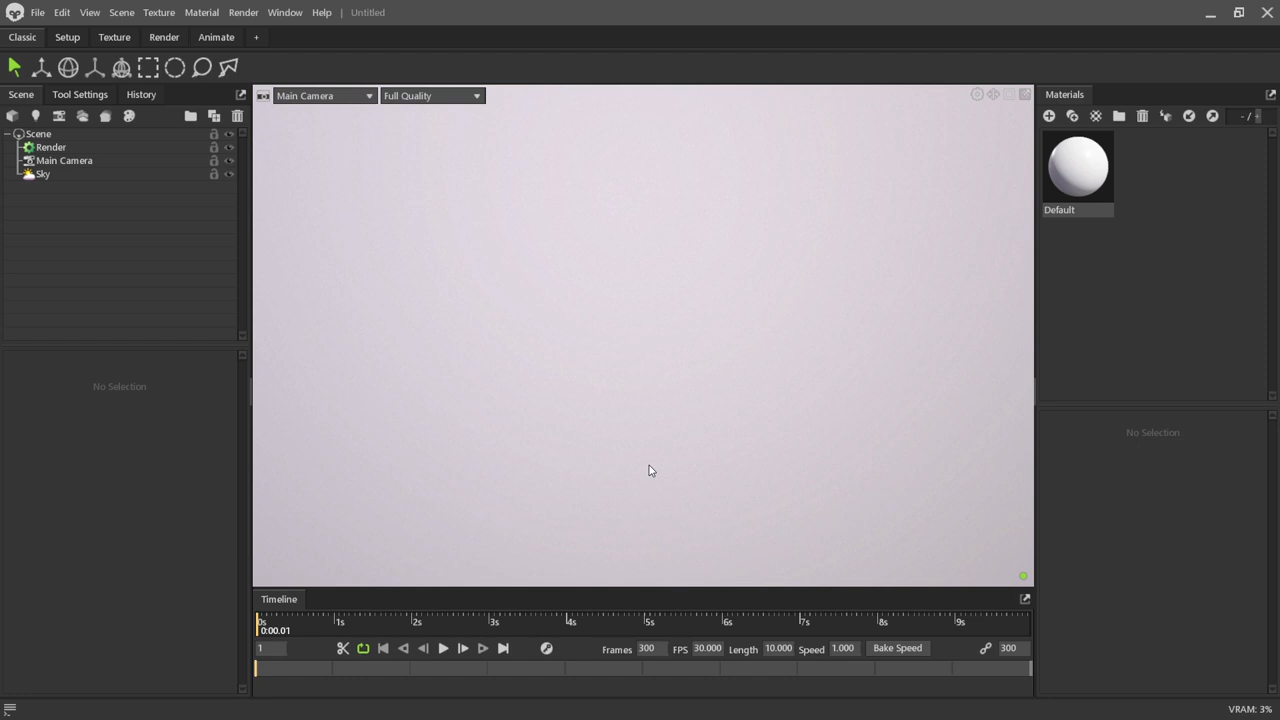 File Edit View Scene Texture Material Render Window Help | Untitled
Classic Setup Texture Render Animate +
Scene Tool Settings History
Main Camera Full Quality
Materials
- /
Scene
Render
Main Camera
Sky
Default
No Selection
No Selection
Timeline
0s 1s 2s 3s 4s 5s 6s 7s 8s 9s
0:00.01
1 Frames 300 FPS 30.000 Length 10.000 Speed 1.000 Bake Speed 300
VRAM: 3%